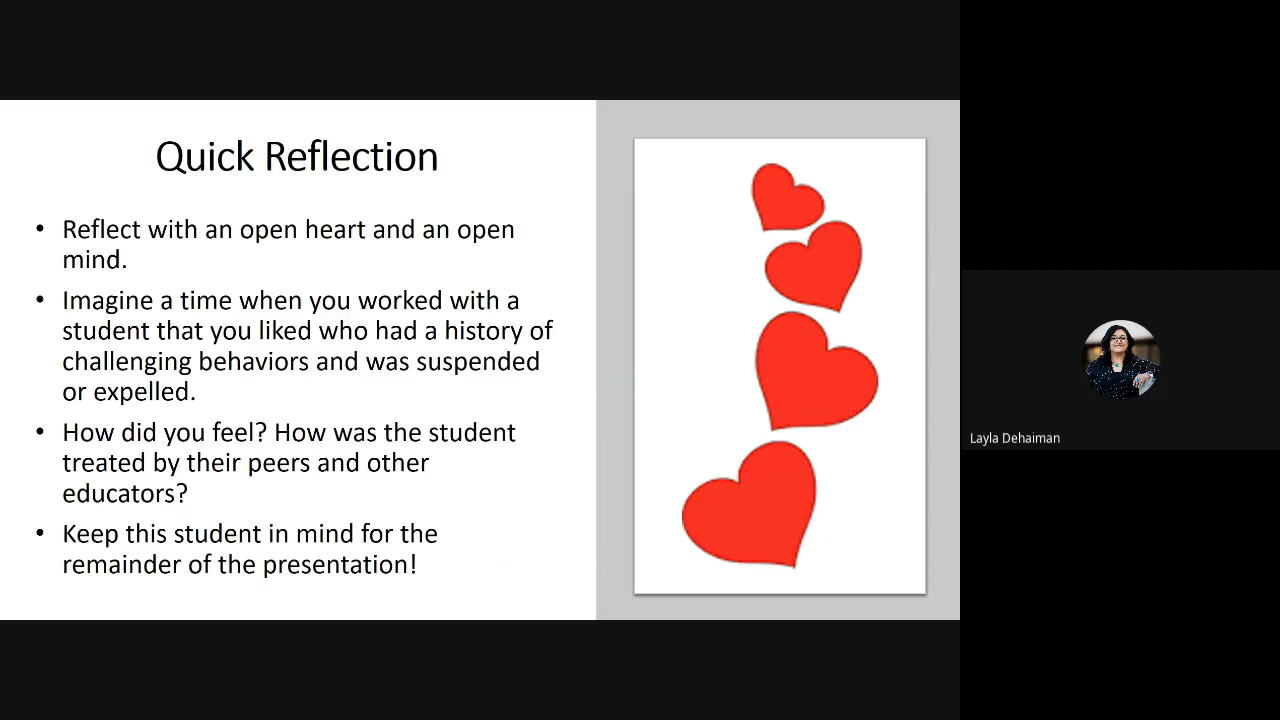 Quick Reflection
• Reflect with an open heart and an open
mind.
• Imagine a time when you worked with a
student that you liked who had a history of
challenging behaviors and was suspended
or expelled.
• How did you feel? How was the student
treated by their peers and other
educators?
• Keep this student in mind for the
remainder of the presentation!
Layla Dehaiman